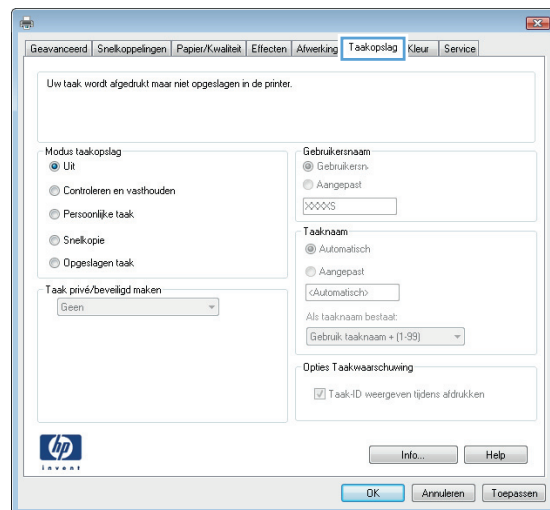 Geavanceerd Snelkoppelingen Papier/Kwaliteit Effecten Afwerking Taakopslag Kleur Service
Uw taak wordt afgedrukt maar niet opgeslagen in de printer.
Modus taakopslag
Uit
Controleren en vasthouden
Persoonlijke taak
Snelkopie
Opgeslagen taak
Taak privé/beveiligd maken
Geen
Gebruikersnaam
Gebruikersn
Aangepast
XXXXS
Taaknaam
Automatisch
Aangepast
<Automatisch>
Als taaknaam bestaat:
Gebruik taaknaam + (1-99)
Opties Taakwaarschuwing
Taak-ID weergeven tijdens afdrukken
hp
invent
Info... Help
OK Annuleren Toepassen